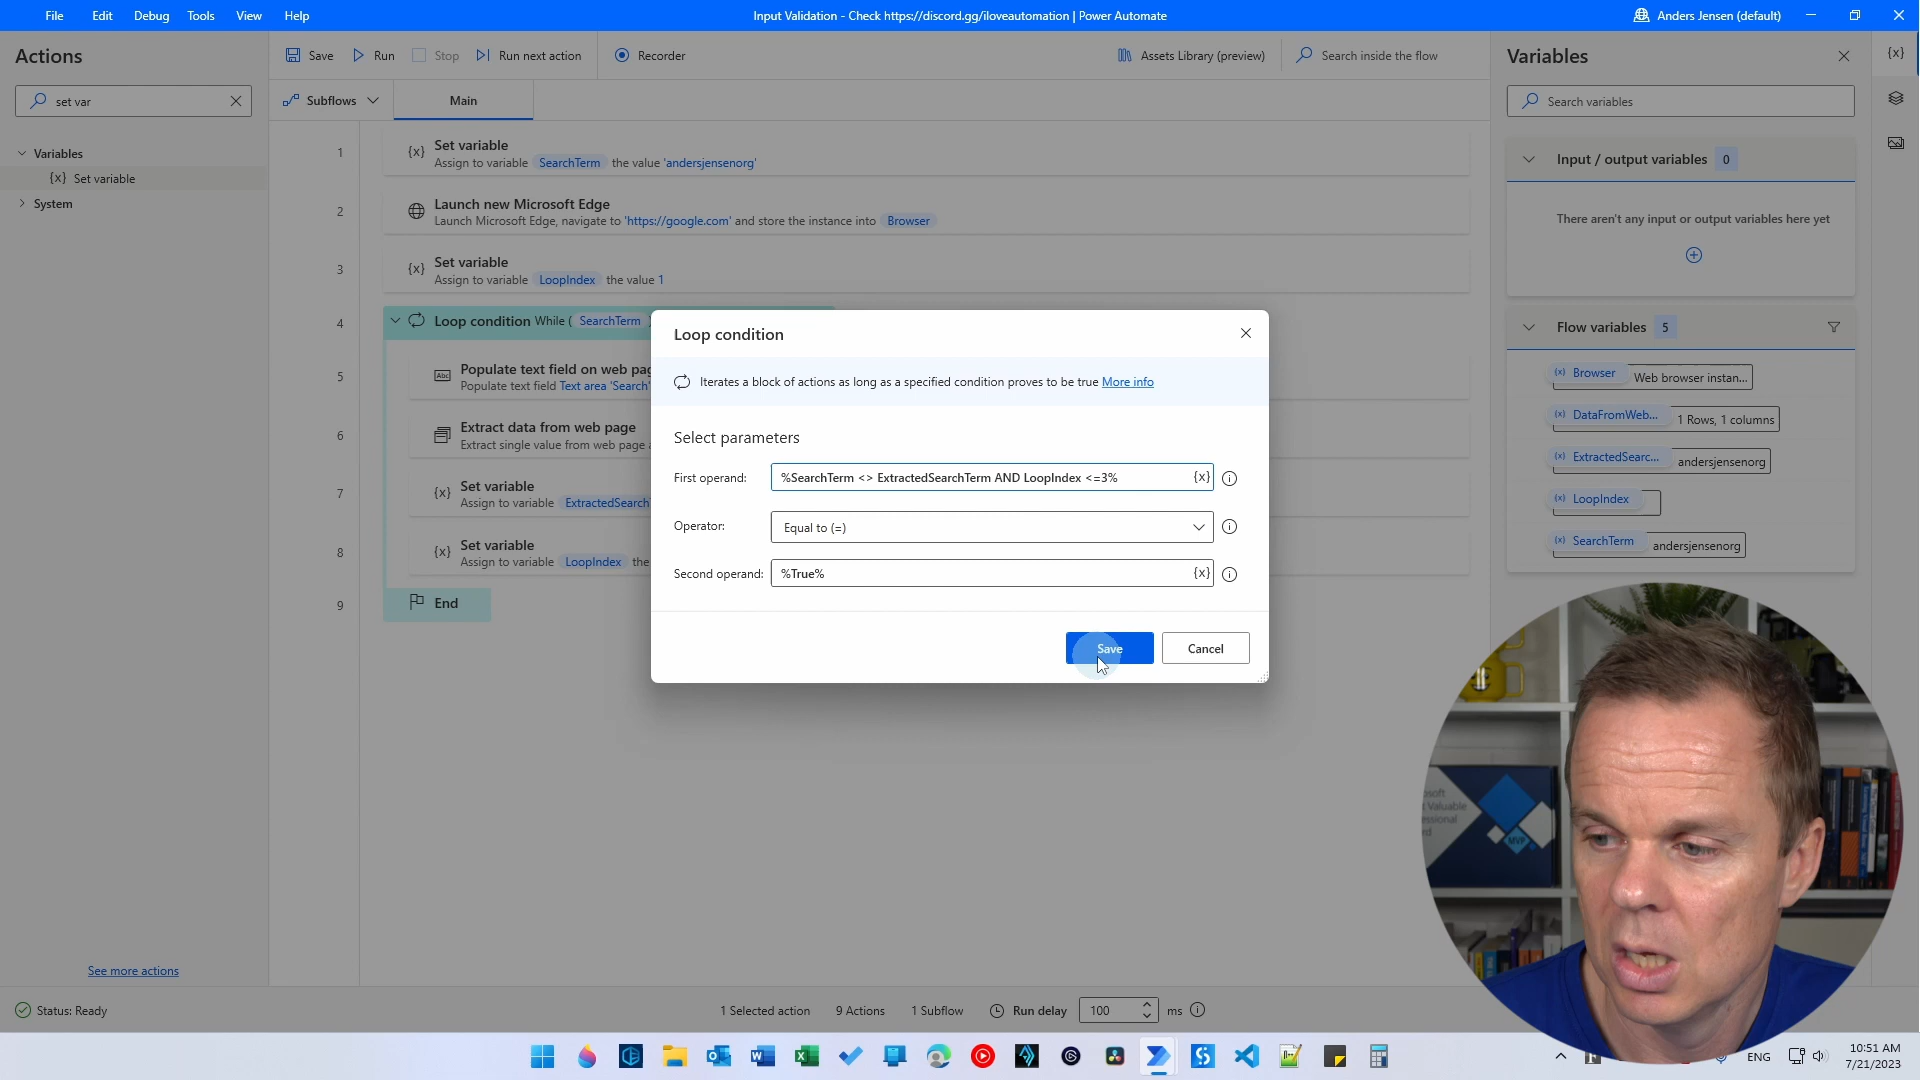 File Edit Debug Tools View Help
Input Validation - Check https://discord.gg/iloveautomation | Power Automate
Anders Jensen (default)
Actions
set var
Variables
{x} Set variable
System
See more actions
Save Run Stop Run next action Recorder
Assets Library (preview) Search inside the flow
Subflows Main
1 Set variable
Assign to variable SearchTerm the value 'andersjensenorg'
2 Launch new Microsoft Edge
Launch Microsoft Edge, navigate to 'https://google.com' and store the instance into Browser
3 Set variable
Assign to variable LoopIndex the value 1
4 Loop condition While ( SearchTerm
5 Populate text field on web pag
Populate text field Text area 'Search'
6 Extract data from web page
Extract single value from web page
7 Set variable
Assign to variable ExtractedSearch
8 Set variable
Assign to variable LoopIndex the
9 End
Loop condition
Iterates a block of actions as long as a specified condition proves to be true More info
Select parameters
First operand: %SearchTerm <> ExtractedSearchTerm AND LoopIndex <=3% {x}
Operator: Equal to (=)
Second operand: %True% {x}
Save Cancel
Variables
{x}
Search variables
Input / output variables 0
There aren't any input or output variables here yet
Flow variables 5
(x) Browser Web browser instan...
(x) DataFromWeb... 1 Rows, 1 columns
(x) ExtractedSearc... andersjensenorg
(x) LoopIndex
(x) SearchTerm andersjensenorg
Status: Ready
1 Selected action 9 Actions 1 Subflow Run delay 100 ms
ENG
10:51 AM
7/21/2023